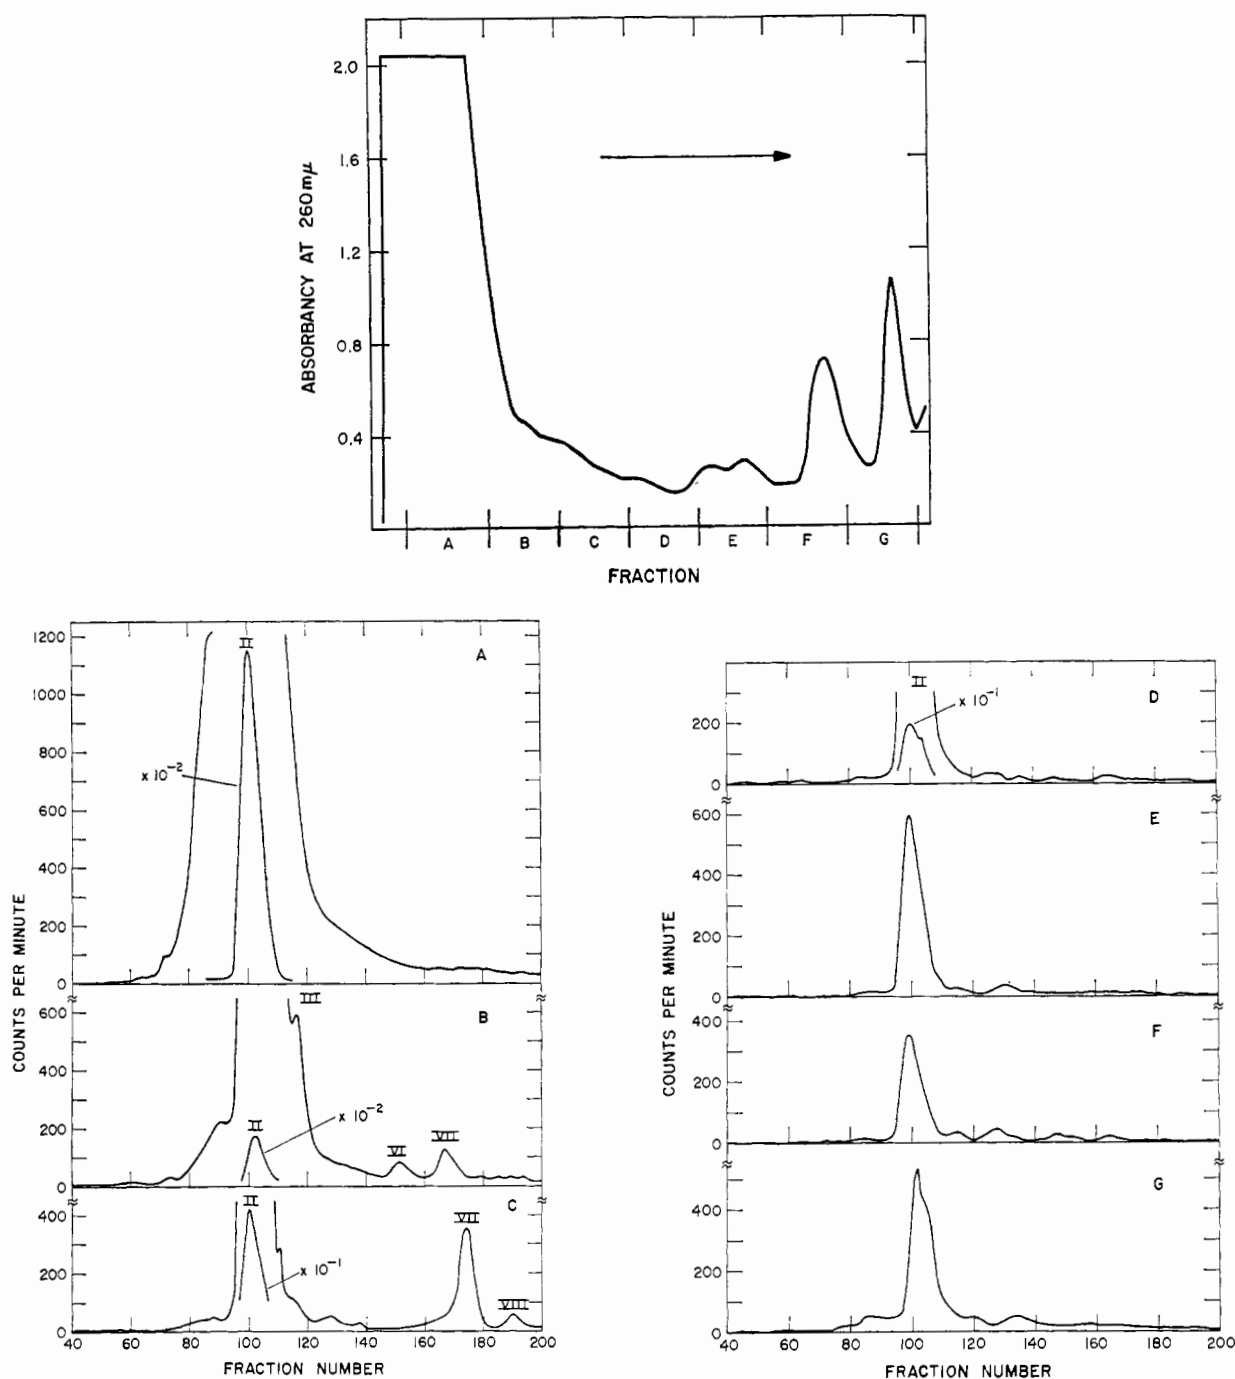 ABSORBANCY AT 260mμ
2.0
1.6
1.2
0.8
0.4
A B C D E F G
FRACTION
COUNTS PER MINUTE
1200
1000
800
600
400
200
0
II
A
x 10⁻²
600
400
200
0
III
B
II
x 10⁻²
VI
VII
400
200
0
II
C
x 10⁻¹
VII
VIII
40 60 80 100 120 140 160 180 200
FRACTION NUMBER
COUNTS PER MINUTE
200
0
II
D
x 10⁻¹
600
400
200
0
E
400
200
0
F
400
200
0
G
40 60 80 100 120 140 160 180 200
FRACTION NUMBER